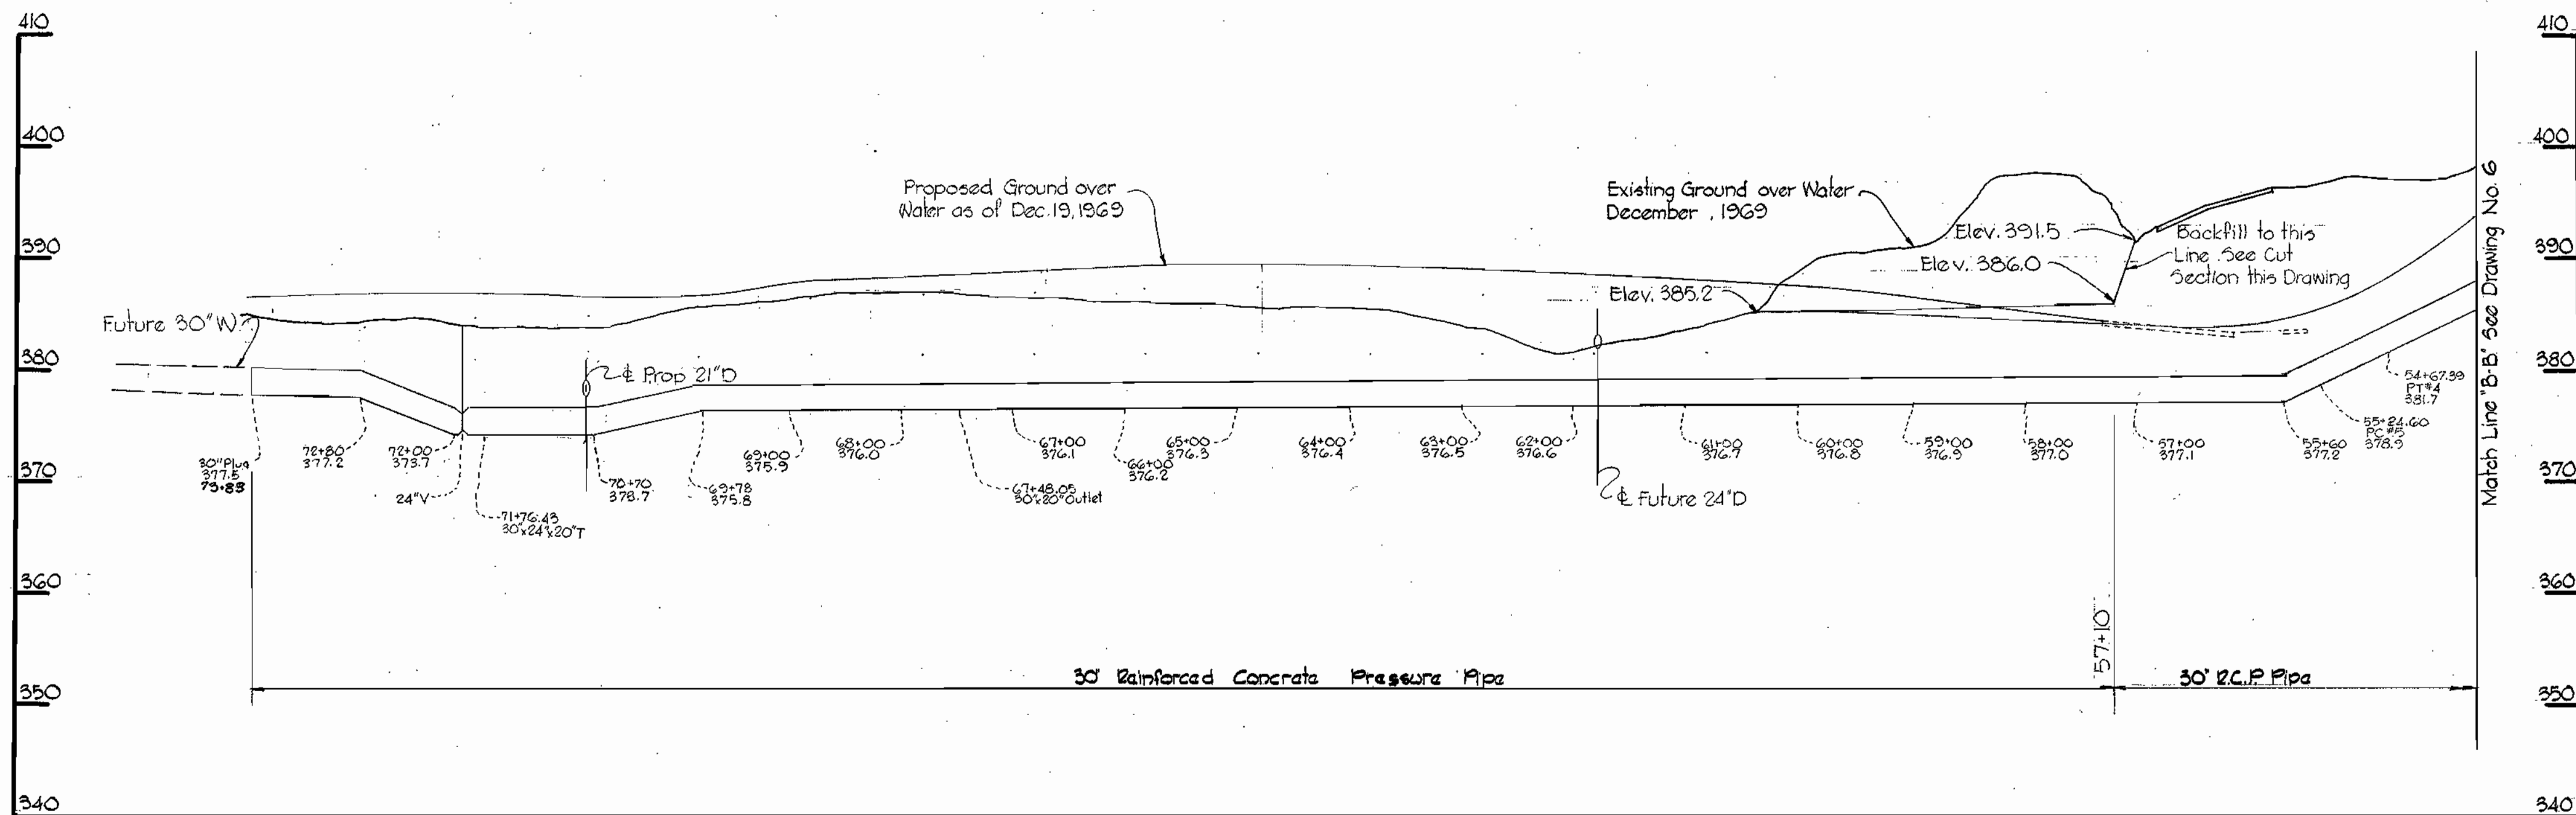 410
400
390
380
370
360
350
340
Future 30"W.
Proposed Ground over
Water as of Dec. 19, 1969
Existing Ground over Water
December , 1969
Elev. 391.5
Elev. 386.0
Elev. 385.2
Backfill to this
Line. See Cut
Section this Drawing
℄ Prop 21"D
℄ Future 24"D
30" Plug
377.5
73+83
72+80
377.2
72+00
373.7
24"V
71+76.43
30"x24"x20"T
70+70
373.7
69+78
375.8
69+00
375.9
68+00
376.0
67+48.05
30"x20" Outlet
67+00
376.1
66+00
376.2
65+00
376.3
64+00
376.4
63+00
376.5
62+00
376.6
61+00
376.7
60+00
376.8
59+00
376.9
58+00
377.0
57+00
377.1
55+60
377.2
55+24.60
PC #5
378.9
54+67.39
PT #4
381.7
57+10
30" Rainforced Concrete Pressure Pipe
30" R.C.P. Pipe
Match Line "B-B" See Drawing No. 6
410
400
390
380
370
360
350
340